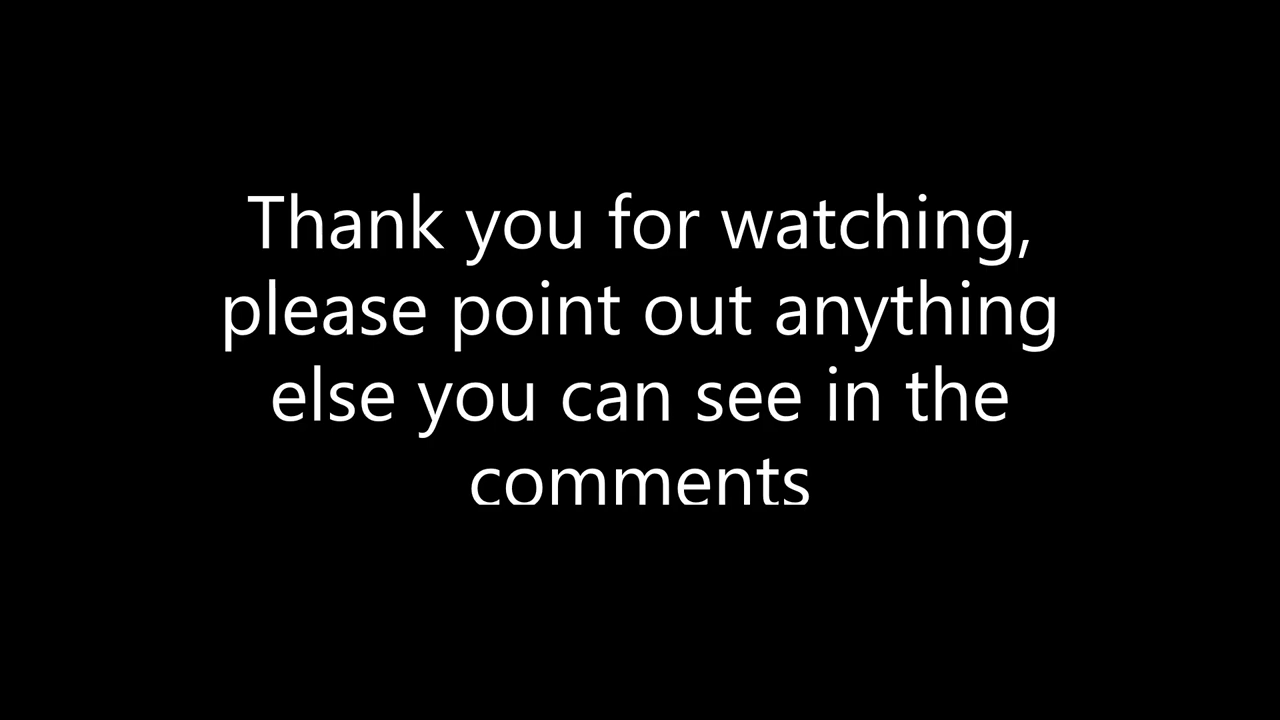 Thank you for watching,
please point out anything
else you can see in the
comments